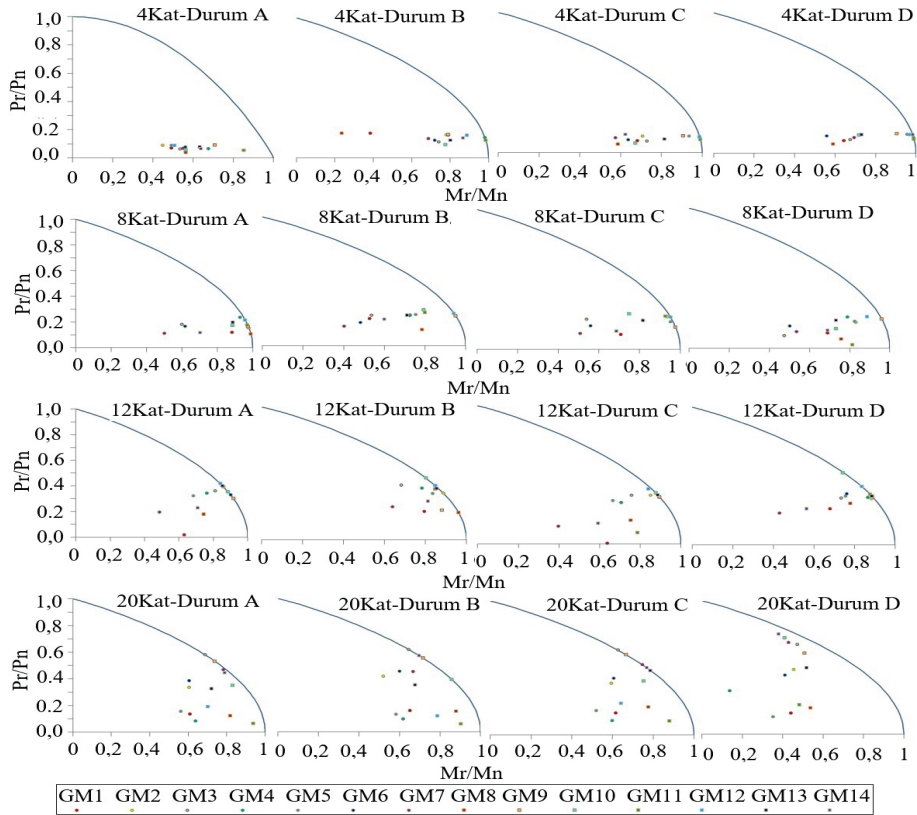 4Kat-Durum A 4Kat-Durum B 4Kat-Durum C 4Kat-Durum D
Pr/Pn
1,0
0,8
0,6
0,4
0,2
0,0
0 0,2 0,4 0,6 0,8 1 0 0,2 0,4 0,6 0,8 1 0 0,2 0,4 0,6 0,8 1 0 0,2 0,4 0,6 0,8 1
Mr/Mn
8Kat-Durum A 8Kat-Durum B 8Kat-Durum C 8Kat-Durum D
Pr/Pn
1,0
0,8
0,6
0,4
0,2
0,0
0 0,2 0,4 0,6 0,8 1 0 0,2 0,4 0,6 0,8 1 0 0,2 0,4 0,6 0,8 1 0 0,2 0,4 0,6 0,8 1
Mr/Mn
12Kat-Durum A 12Kat-Durum B 12Kat-Durum C 12Kat-Durum D
Pr/Pn
1,0
0,8
0,6
0,4
0,2
0,0
0 0,2 0,4 0,6 0,8 1 0 0,2 0,4 0,6 0,8 1 0 0,2 0,4 0,6 0,8 1 0 0,2 0,4 0,6 0,8 1
Mr/Mn
20Kat-Durum A 20Kat-Durum B 20Kat-Durum C 20Kat-Durum D
Pr/Pn
1,0
0,8
0,6
0,4
0,2
0,0
0 0,2 0,4 0,6 0,8 1 0 0,2 0,4 0,6 0,8 10 0,2 0,4 0,6 0,8 1 0 0,2 0,4 0,6 0,8 1
Mr/Mn
GM1 GM2 GM3 GM4 GM5 GM6 GM7 GM8 GM9 GM10 GM11 GM12 GM13 GM14